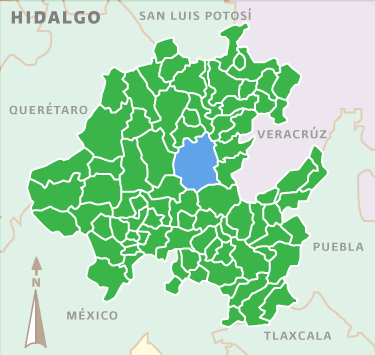 HIDALGO
SAN LUIS POTOSÍ
QUERÉTARO
VERACRÚZ
PUEBLA
N
MÉXICO
TLAXCALA